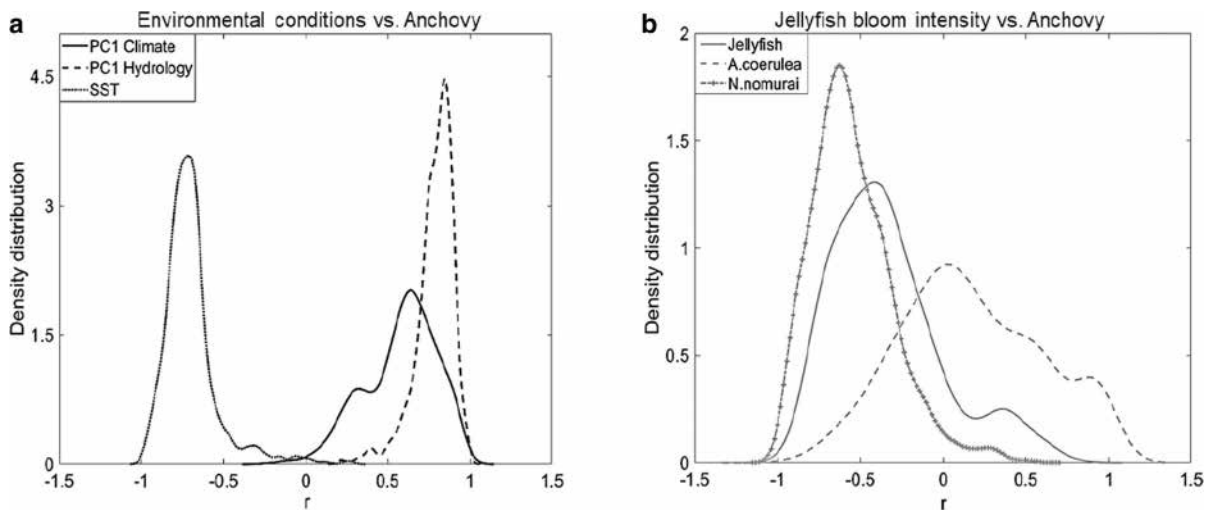 a
Environmental conditions vs. Anchovy
PC1 Climate
PC1 Hydrology
SST
4.5
3
1.5
0
Density distribution
-1.5
-1
-0.5
0
0.5
1
1.5
r
b
Jellyfish bloom intensity vs. Anchovy
Jellyfish
A.coerulea
N.nomurai
2
1.5
1
0.5
0
Density distribution
-1.5
-1
-0.5
0
0.5
1
1.5
r